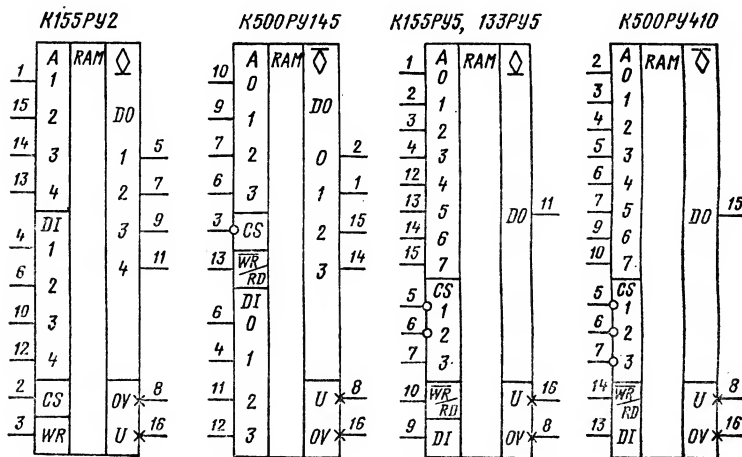 К155РУ2
А RAM
1 1
15 2 DO
14 3 1 5
13 4 2 7
DI 3 9
4 1 4 11
6 2
10 3
12 4
2 CS OV 8
3 WR U 16
К500РУ145
А RAM
10 0
9 1 DO
7 2 0 2
6 3 1 1
3 CS 2 15
13 WR/RD 3 14
DI
6 0
4 1
11 2 U 8
12 3 OV 16
К155РУ5, 133РУ5
А RAM
1 0
2 1
3 2
4 3
12 4
13 5 DO 11
14 6
15 7
CS
5 1
6 2
7 3
10 WR/RD U 16
9 DI OV 8
К500РУ410
А RAM
2 0
3 1
4 2
5 3
6 4
7 5 DO 15
9 6
10 7
CS
5 1
6 2
7 3
14 WR/RD U 8
13 DI OV 16